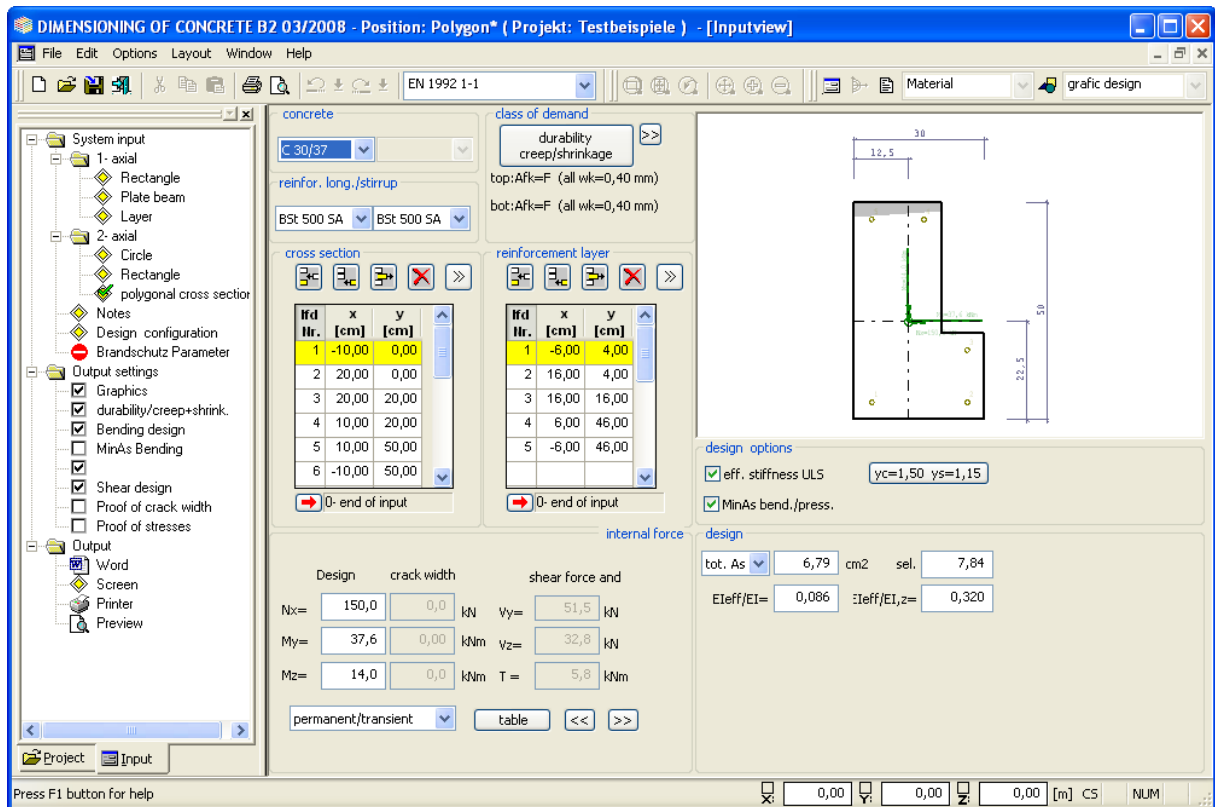 DIMENSIONING OF CONCRETE B2 03/2008 - Position: Polygon* ( Projekt: Testbeispiele ) - [Inputview]
File Edit Options Layout Window Help
EN 1992 1-1
Material
grafic design
System input
1- axial
Rectangle
Plate beam
Layer
2- axial
Circle
Rectangle
polygonal cross section
Notes
Design configuration
Brandschutz Parameter
Output settings
Graphics
durability/creep+shrink.
Bending design
MinAs Bending
Shear design
Proof of crack width
Proof of stresses
Output
Word
Screen
Printer
Preview
Project Input
concrete
C 30/37
reinfor. long./stirrup
BSt 500 SA BSt 500 SA
class of demand
durability
creep/shrinkage
>>
top:Afk=F (all wk=0,40 mm)
bot:Afk=F (all wk=0,40 mm)
cross section
lfd x y
Nr. [cm] [cm]
1 -10,00 0,00
2 20,00 0,00
3 20,00 20,00
4 10,00 20,00
5 10,00 50,00
6 -10,00 50,00
0- end of input
reinforcement layer
lfd x y
Nr. [cm] [cm]
1 -6,00 4,00
2 16,00 4,00
3 16,00 16,00
4 6,00 46,00
5 -6,00 46,00
0- end of input
30
12,5
50
22,5
design options
eff. stiffness ULS
γc=1,50 γs=1,15
MinAs bend./press.
internal force
Design crack width shear force and
Nx= 150,0 0,0 kN Vy= 51,5 kN
My= 37,6 0,00 kNm Vz= 32,8 kN
Mz= 14,0 0,0 kNm T = 5,8 kNm
permanent/transient table << >>
design
tot. As 6,79 cm2 sel. 7,84
EIeff/EI= 0,086 EIeff/EI,z= 0,320
Press F1 button for help
X: 0,00 Y: 0,00 Z: 0,00 [m] CS NUM